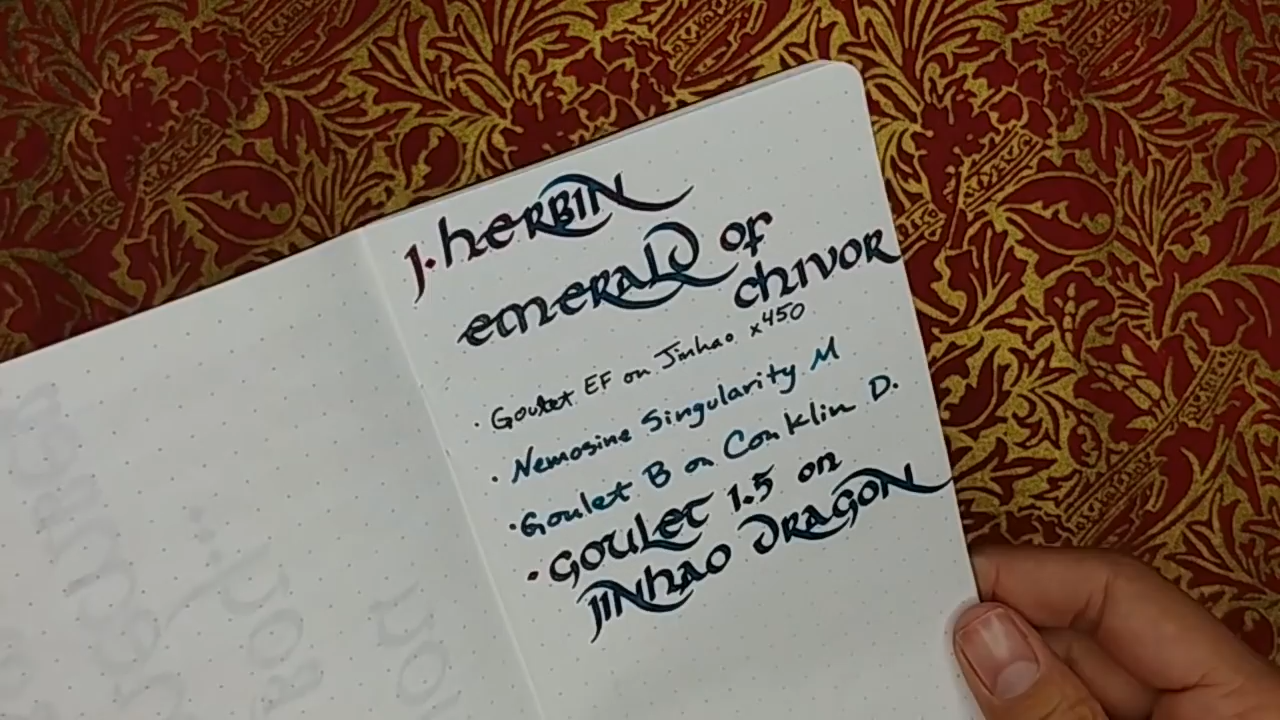 J. herbin
emerald of
chivor
· Goulet EF on Jinhao x450
· Nemosine Singularity M
· Goulet B on Conklin D.
· Goulet 1.5 on
Jinhao Dragon